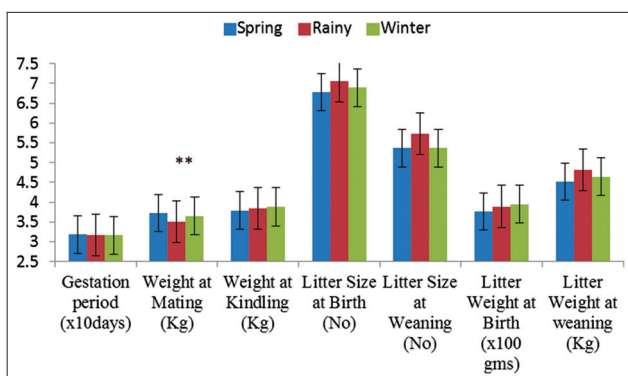 Spring Rainy Winter
7.5
7
6.5
6
5.5
5
4.5
4
3.5
3
2.5
**
Gestation period (x10days)
Weight at Mating (Kg)
Weight at Kindling (Kg)
Litter Size at Birth (No)
Litter Size at Weaning (No)
Litter Weight at Birth (x100 gms)
Litter Weight at weaning (Kg)